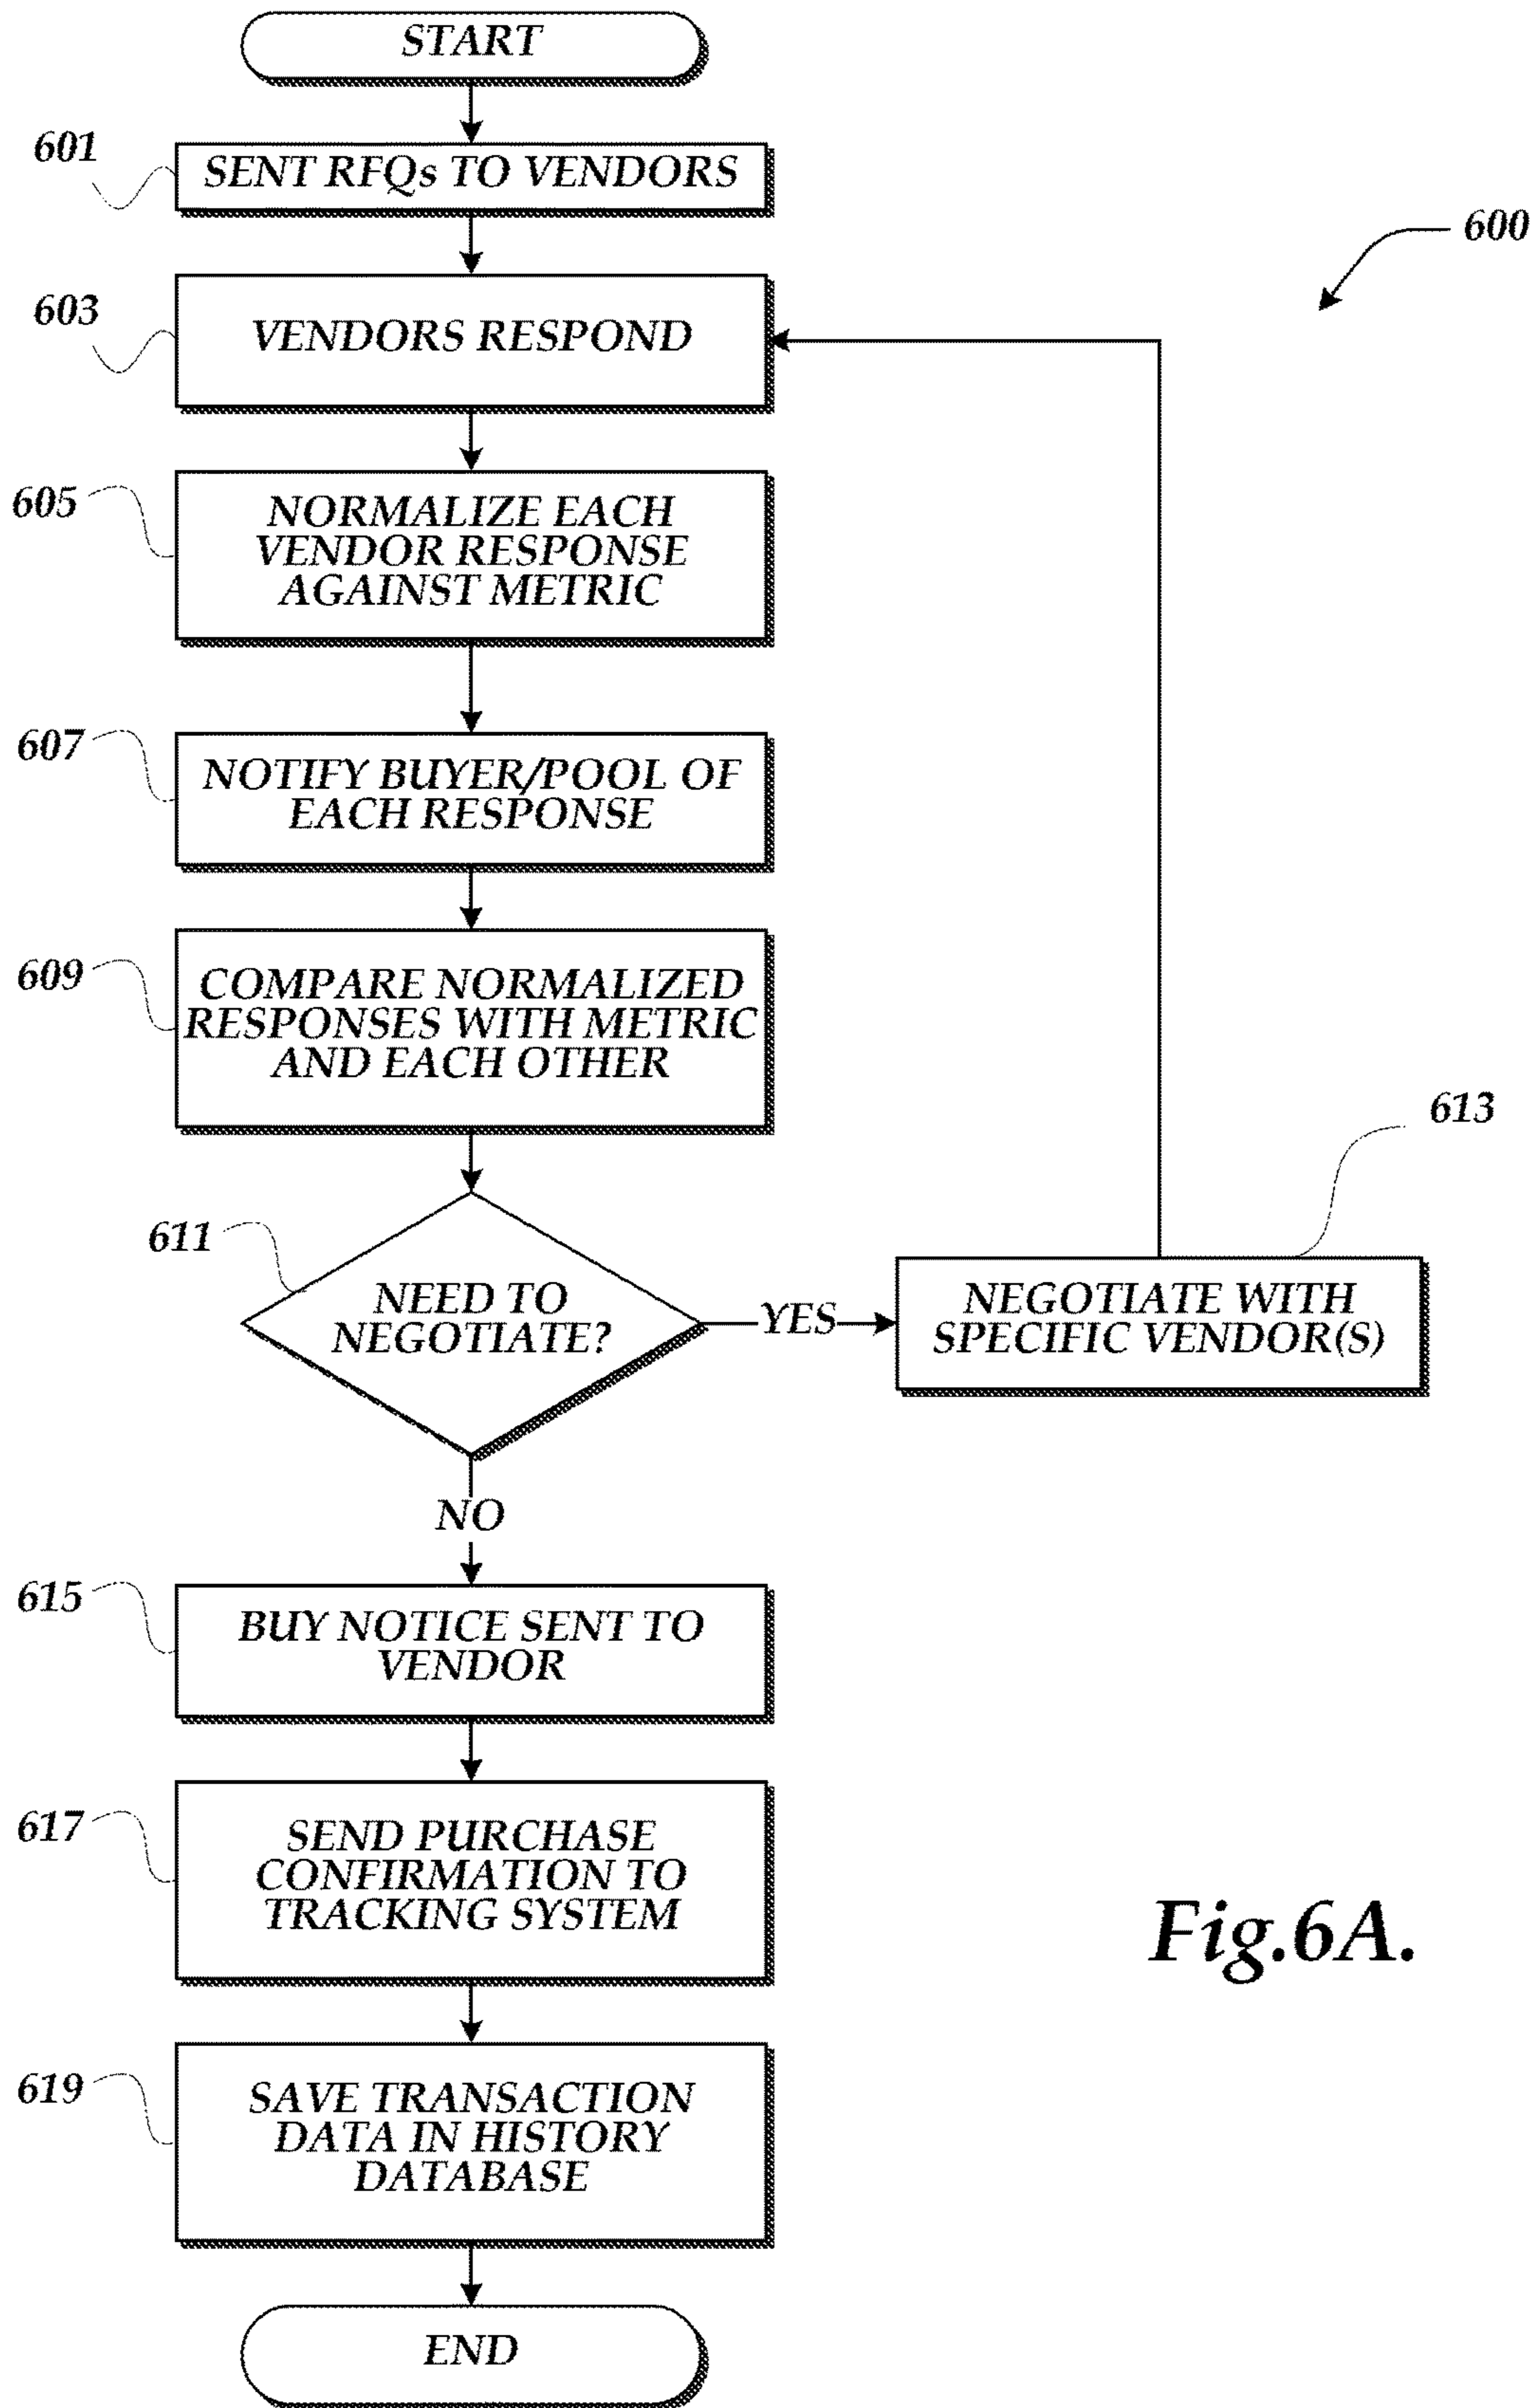 START
601
SENT RFQs TO VENDORS
600
603
VENDORS RESPOND
605
NORMALIZE EACH
VENDOR RESPONSE
AGAINST METRIC
607
NOTIFY BUYER/POOL OF
EACH RESPONSE
609
COMPARE NORMALIZED
RESPONSES WITH METRIC
AND EACH OTHER
613
611
NEED TO
NEGOTIATE?
YES
NEGOTIATE WITH
SPECIFIC VENDOR(S)
NO
615
BUY NOTICE SENT TO
VENDOR
617
SEND PURCHASE
CONFIRMATION TO
TRACKING SYSTEM
Fig.6A.
619
SAVE TRANSACTION
DATA IN HISTORY
DATABASE
END